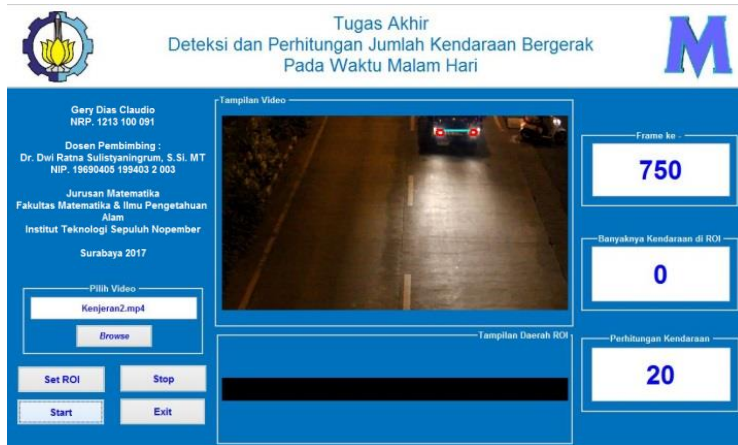 Tugas Akhir
Deteksi dan Perhitungan Jumlah Kendaraan Bergerak
Pada Waktu Malam Hari
M
Gery Dias Claudio
NRP. 1213 100 091
Dosen Pembimbing :
Dr. Dwi Ratna Sulistyaningrum, S.Si. MT
NIP. 19690405 199403 2 003
Jurusan Matematika
Fakultas Matematika & Ilmu Pengetahuan
Alam
Institut Teknologi Sepuluh Nopember
Surabaya 2017
Pilih Video
Kenjeran2.mp4
Browse
Set ROI
Stop
Start
Exit
Tampilan Video
Tampilan Daerah ROI
Frame ke -
750
Banyaknya Kendaraan di ROI
0
Perhitungan Kendaraan
20